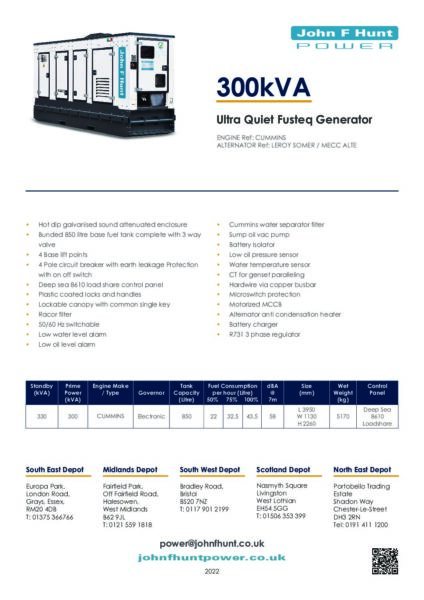 John F Hunt
POWER
John F Hunt
300kVA
Ultra Quiet Fusteq Generator
ENGINE Ref: CUMMINS
ALTERNATOR Ref: LEROY SOMER / MECC ALTE
• Hot dip galvanised sound attenuated enclosure
• Bunded 850 litre base fuel tank complete with 3 way
valve
• 4 Base lift points
• 4 Pole circuit breaker with earth leakage Protection
with on off switch
• Deep sea 8610 load share control panel
• Plastic coated locks and handles
• Lockable canopy with common single key
• Racor filter
• 50/60 Hz switchable
• Low water level alarm
• Low oil level alarm
• Cummins water separator filter
• Sump oil vac pump
• Battery isolator
• Low oil pressure sensor
• Water temperature sensor
• CT for genset paralleling
• Hardwire via copper busbar
• Microswitch protection
• Motorized MCCB
• Alternator anti condensation heater
• Battery charger
• R731 3 phase regulator
Standby (kVA) Prime Power (kVA) Engine Make / Type Governor Tank Capacity (Litre) Fuel Consumption per hour (Litre) 50% 75% 100% dBA @ 7m Size (mm) Wet Weight (kg) Control Panel
330 300 CUMMINS Electronic 850 22 32.5 43.5 58 L 3950 W 1130 H 2260 5170 Deep Sea 8610 Loadshare
South East Depot
Europa Park,
London Road,
Grays, Essex,
RM20 4DB
T: 01375 366766
Midlands Depot
Fairfield Park,
Off Fairfield Road,
Halesowen,
West Midlands
B62 9JL
T:0121 559 1818
South West Depot
Bradley Road,
Bristol
BS20 7NZ
T: 0117 901 2199
Scotland Depot
Nasmyth Square
Livingston
West Lothian
EH54 5GG
T: 01506 353 399
North East Depot
Portobello Trading
Estate
Shadon Way
Chester-Le-Street
DH3 2RN
Tel: 0191 411 1200
power@johnfhunt.co.uk
johnfhuntpower.co.uk
2022